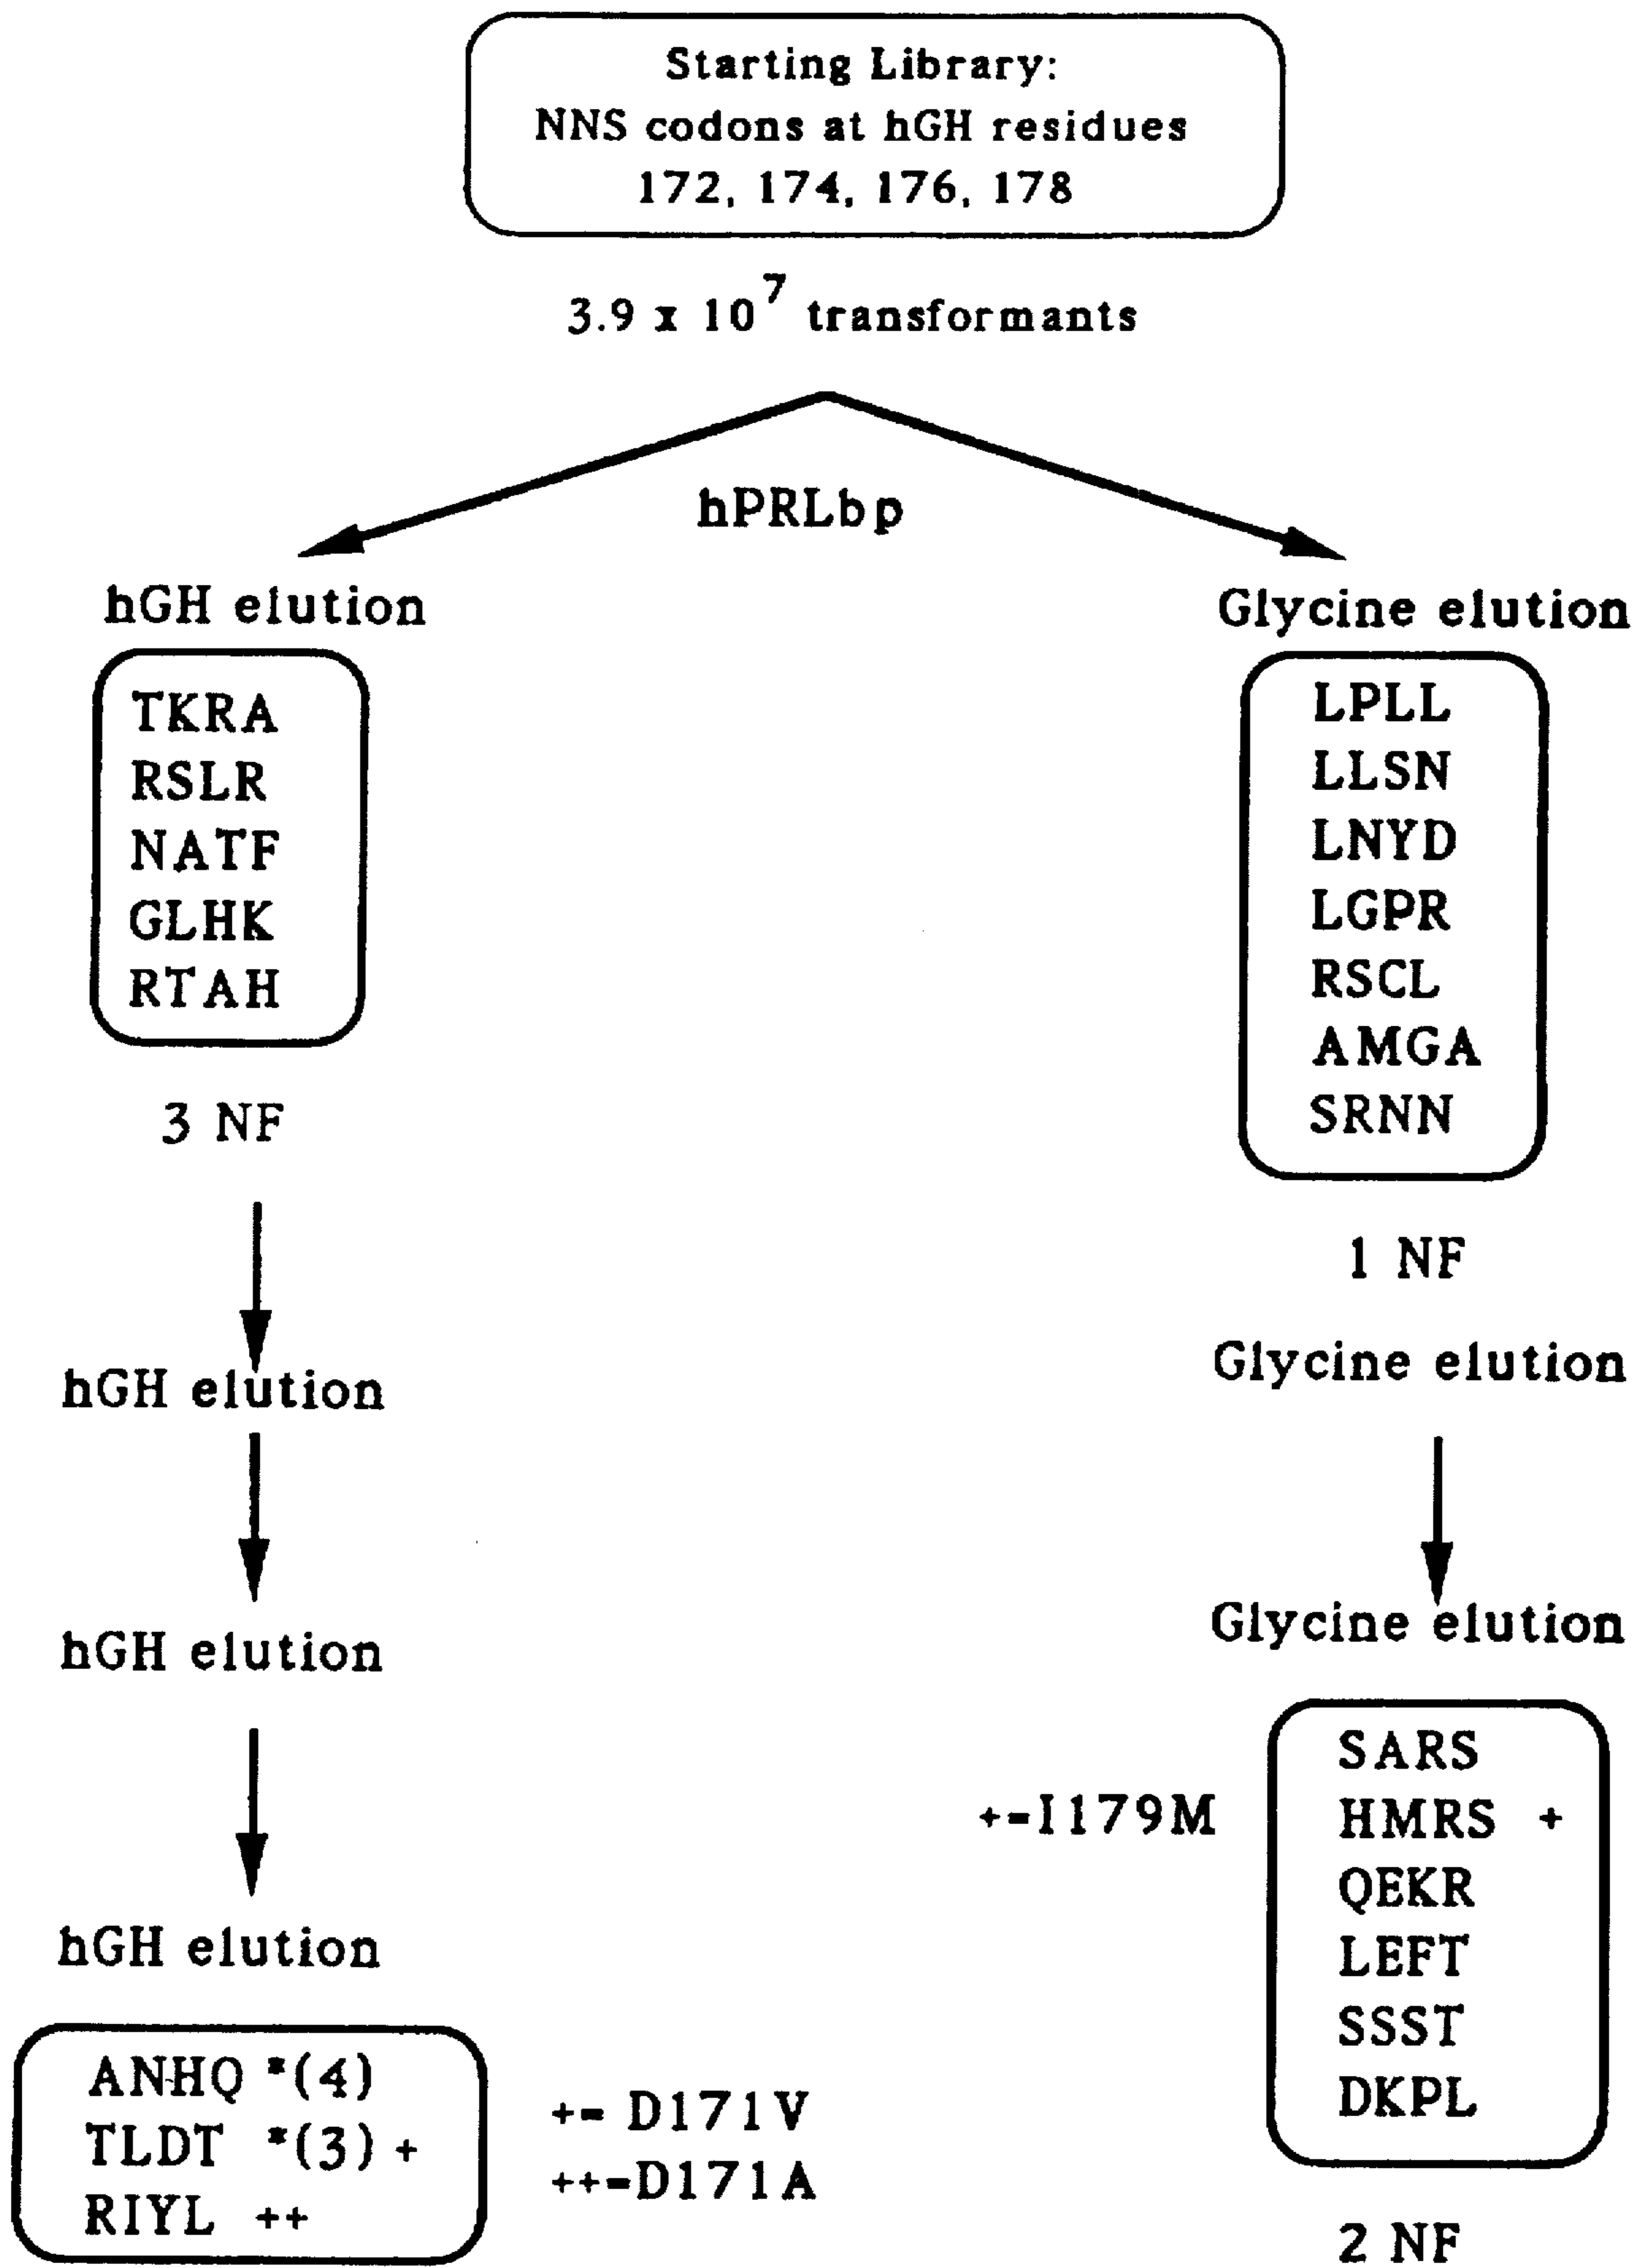 Starting Library:
NNS codons at hGH residues
172, 174, 176, 178
3.9 x 10^7 transformants
hPRLbp
hGH elution
TKRA
RSLR
NATF
GLHK
RTAH
3 NF
hGH elution
hGH elution
hGH elution
ANHQ *(4)
TLDT *(3) +
RIYL ++
+= D171V
++=D171A
Glycine elution
LPLL
LLSN
LNYD
LGPR
RSCL
AMGA
SRNN
1 NF
Glycine elution
Glycine elution
+=I179M
SARS
HMRS +
QEKR
LEFT
SSST
DKPL
2 NF